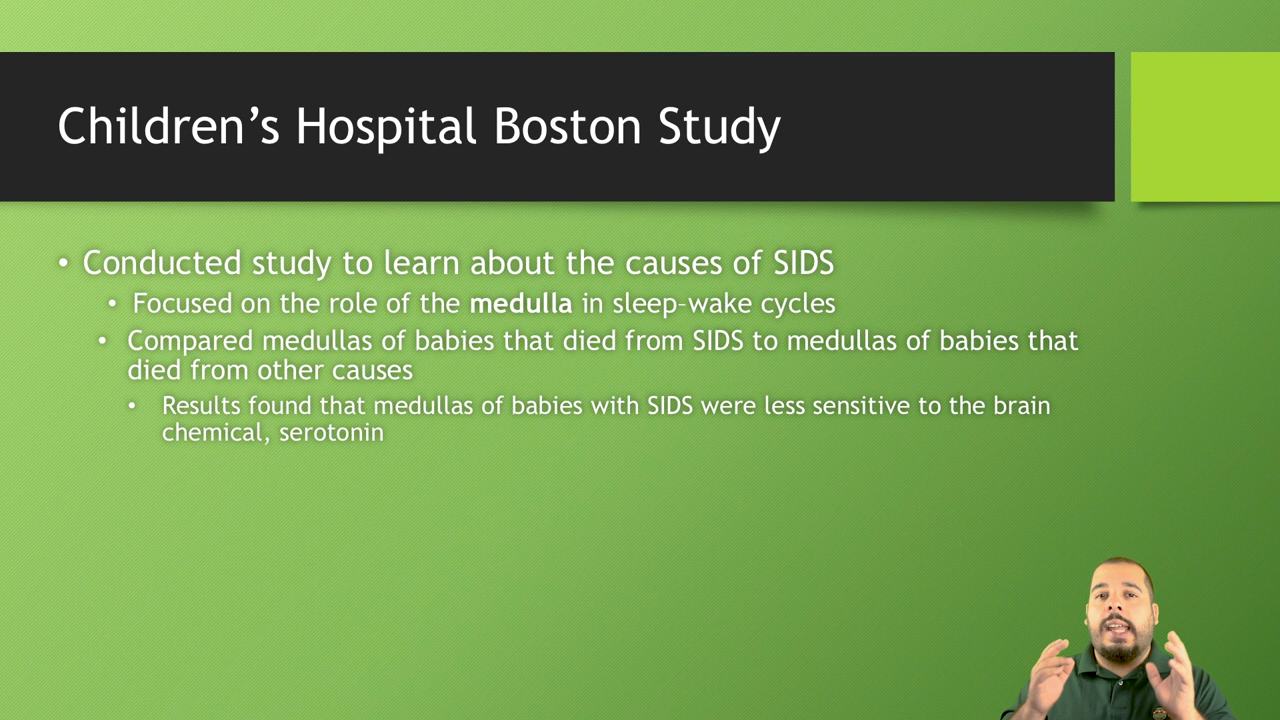 Children’s Hospital Boston Study
• Conducted study to learn about the causes of SIDS
• Focused on the role of the medulla in sleep-wake cycles
• Compared medullas of babies that died from SIDS to medullas of babies that
died from other causes
• Results found that medullas of babies with SIDS were less sensitive to the brain
chemical, serotonin